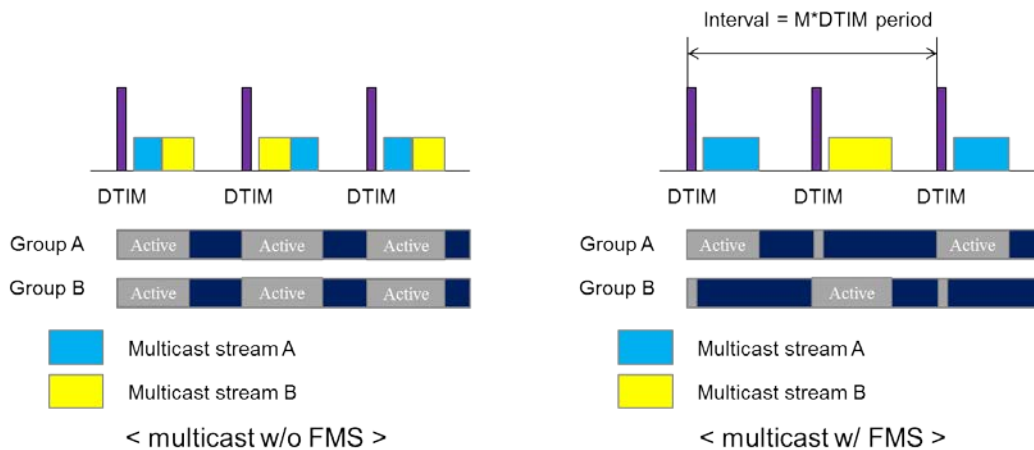 Interval = M*DTIM period
DTIM DTIM DTIM
Group A Active Active Active
Group B Active Active Active
Multicast stream A
Multicast stream B
< multicast w/o FMS >
DTIM DTIM DTIM
Group A Active Active
Group B Active
Multicast stream A
Multicast stream B
< multicast w/ FMS >